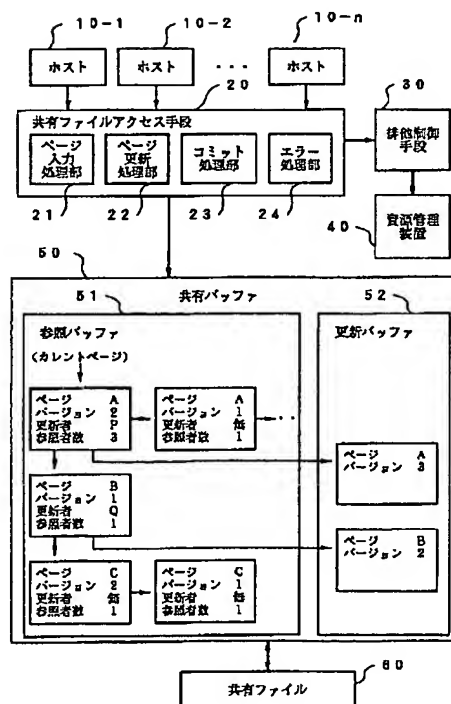 10-1
10-2
10-n
ホスト
ホスト
・・・
ホスト
20
30
共有ファイルアクセス手段
ページ
入力
処理部
ページ
更新
処理部
コミット
処理部
エラー
処理部
排他制御
手段
21
22
23
24
40
資源管理
装置
50
51
共有バッファ
52
参照バッファ
更新バッファ
(カレントページ)
ページ A
バージョン 2
更新者 P
参照者数 3
ページ A
バージョン 1
更新者 無
参照者数 1
・・
ページ A
バージョン 3
ページ B
バージョン 1
更新者 Q
参照者数 1
ページ B
バージョン 2
ページ C
バージョン 2
更新者 無
参照者数 1
ページ C
バージョン 1
更新者 無
参照者数 1
60
共有ファイル